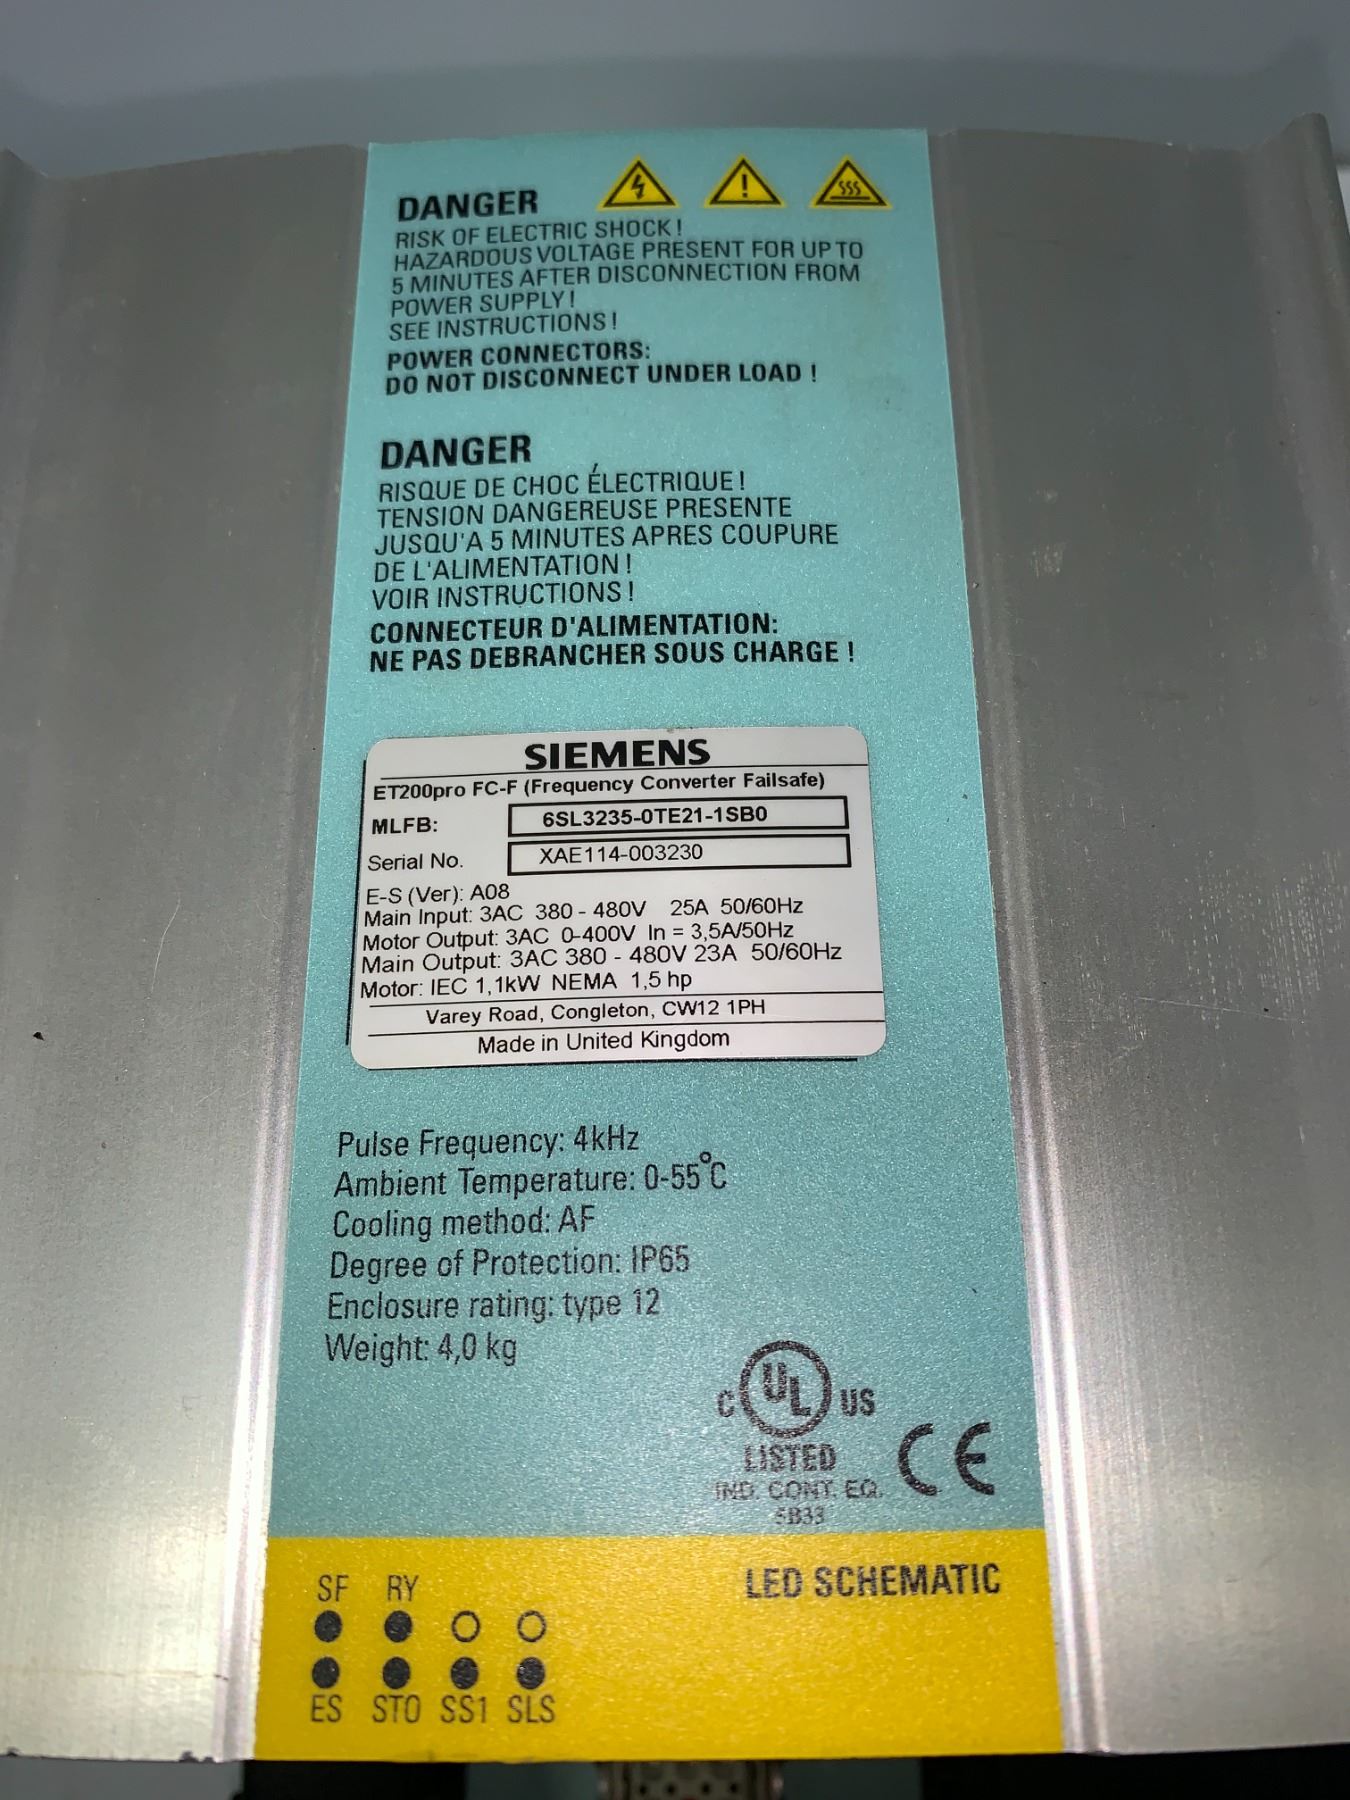 DANGER
RISK OF ELECTRIC SHOCK !
HAZARDOUS VOLTAGE PRESENT FOR UP TO
5 MINUTES AFTER DISCONNECTION FROM
POWER SUPPLY !
SEE INSTRUCTIONS !
POWER CONNECTORS:
DO NOT DISCONNECT UNDER LOAD !
DANGER
RISQUE DE CHOC ÉLECTRIQUE !
TENSION DANGEREUSE PRESENTE
JUSQU'A 5 MINUTES APRES COUPURE
DE L'ALIMENTATION !
VOIR INSTRUCTIONS !
CONNECTEUR D'ALIMENTATION:
NE PAS DEBRANCHER SOUS CHARGE !
SIEMENS
ET200pro FC-F (Frequency Converter Failsafe)
MLFB: 6SL3235-0TE21-1SB0
Serial No. XAE114-003230
E-S (Ver): A08
Main Input: 3AC 380 - 480V 25A 50/60Hz
Motor Output: 3AC 0-400V In = 3,5A/50Hz
Main Output: 3AC 380 - 480V 23A 50/60Hz
Motor: IEC 1,1kW NEMA 1,5 hp
Varey Road, Congleton, CW12 1PH
Made in United Kingdom
Pulse Frequency: 4kHz
Ambient Temperature: 0-55°C
Cooling method: AF
Degree of Protection: IP65
Enclosure rating: type 12
Weight: 4,0 kg
C UL US
LISTED
IND. CONT. EQ.
5B33
CE
LED SCHEMATIC
SF RY
ES STO SS1 SLS